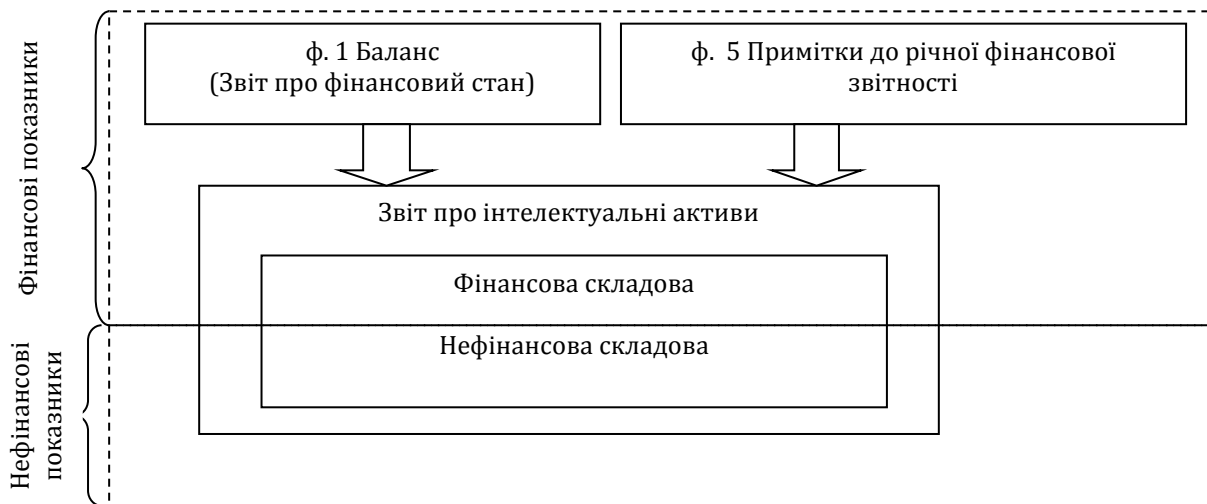 ф. 1 Баланс
(Звіт про фінансовий стан)
ф. 5 Примітки до річної фінансової
звітності
Фінансові показники
Звіт про інтелектуальні активи
Фінансова складова
Нефінансова складова
Нефінансові
показники